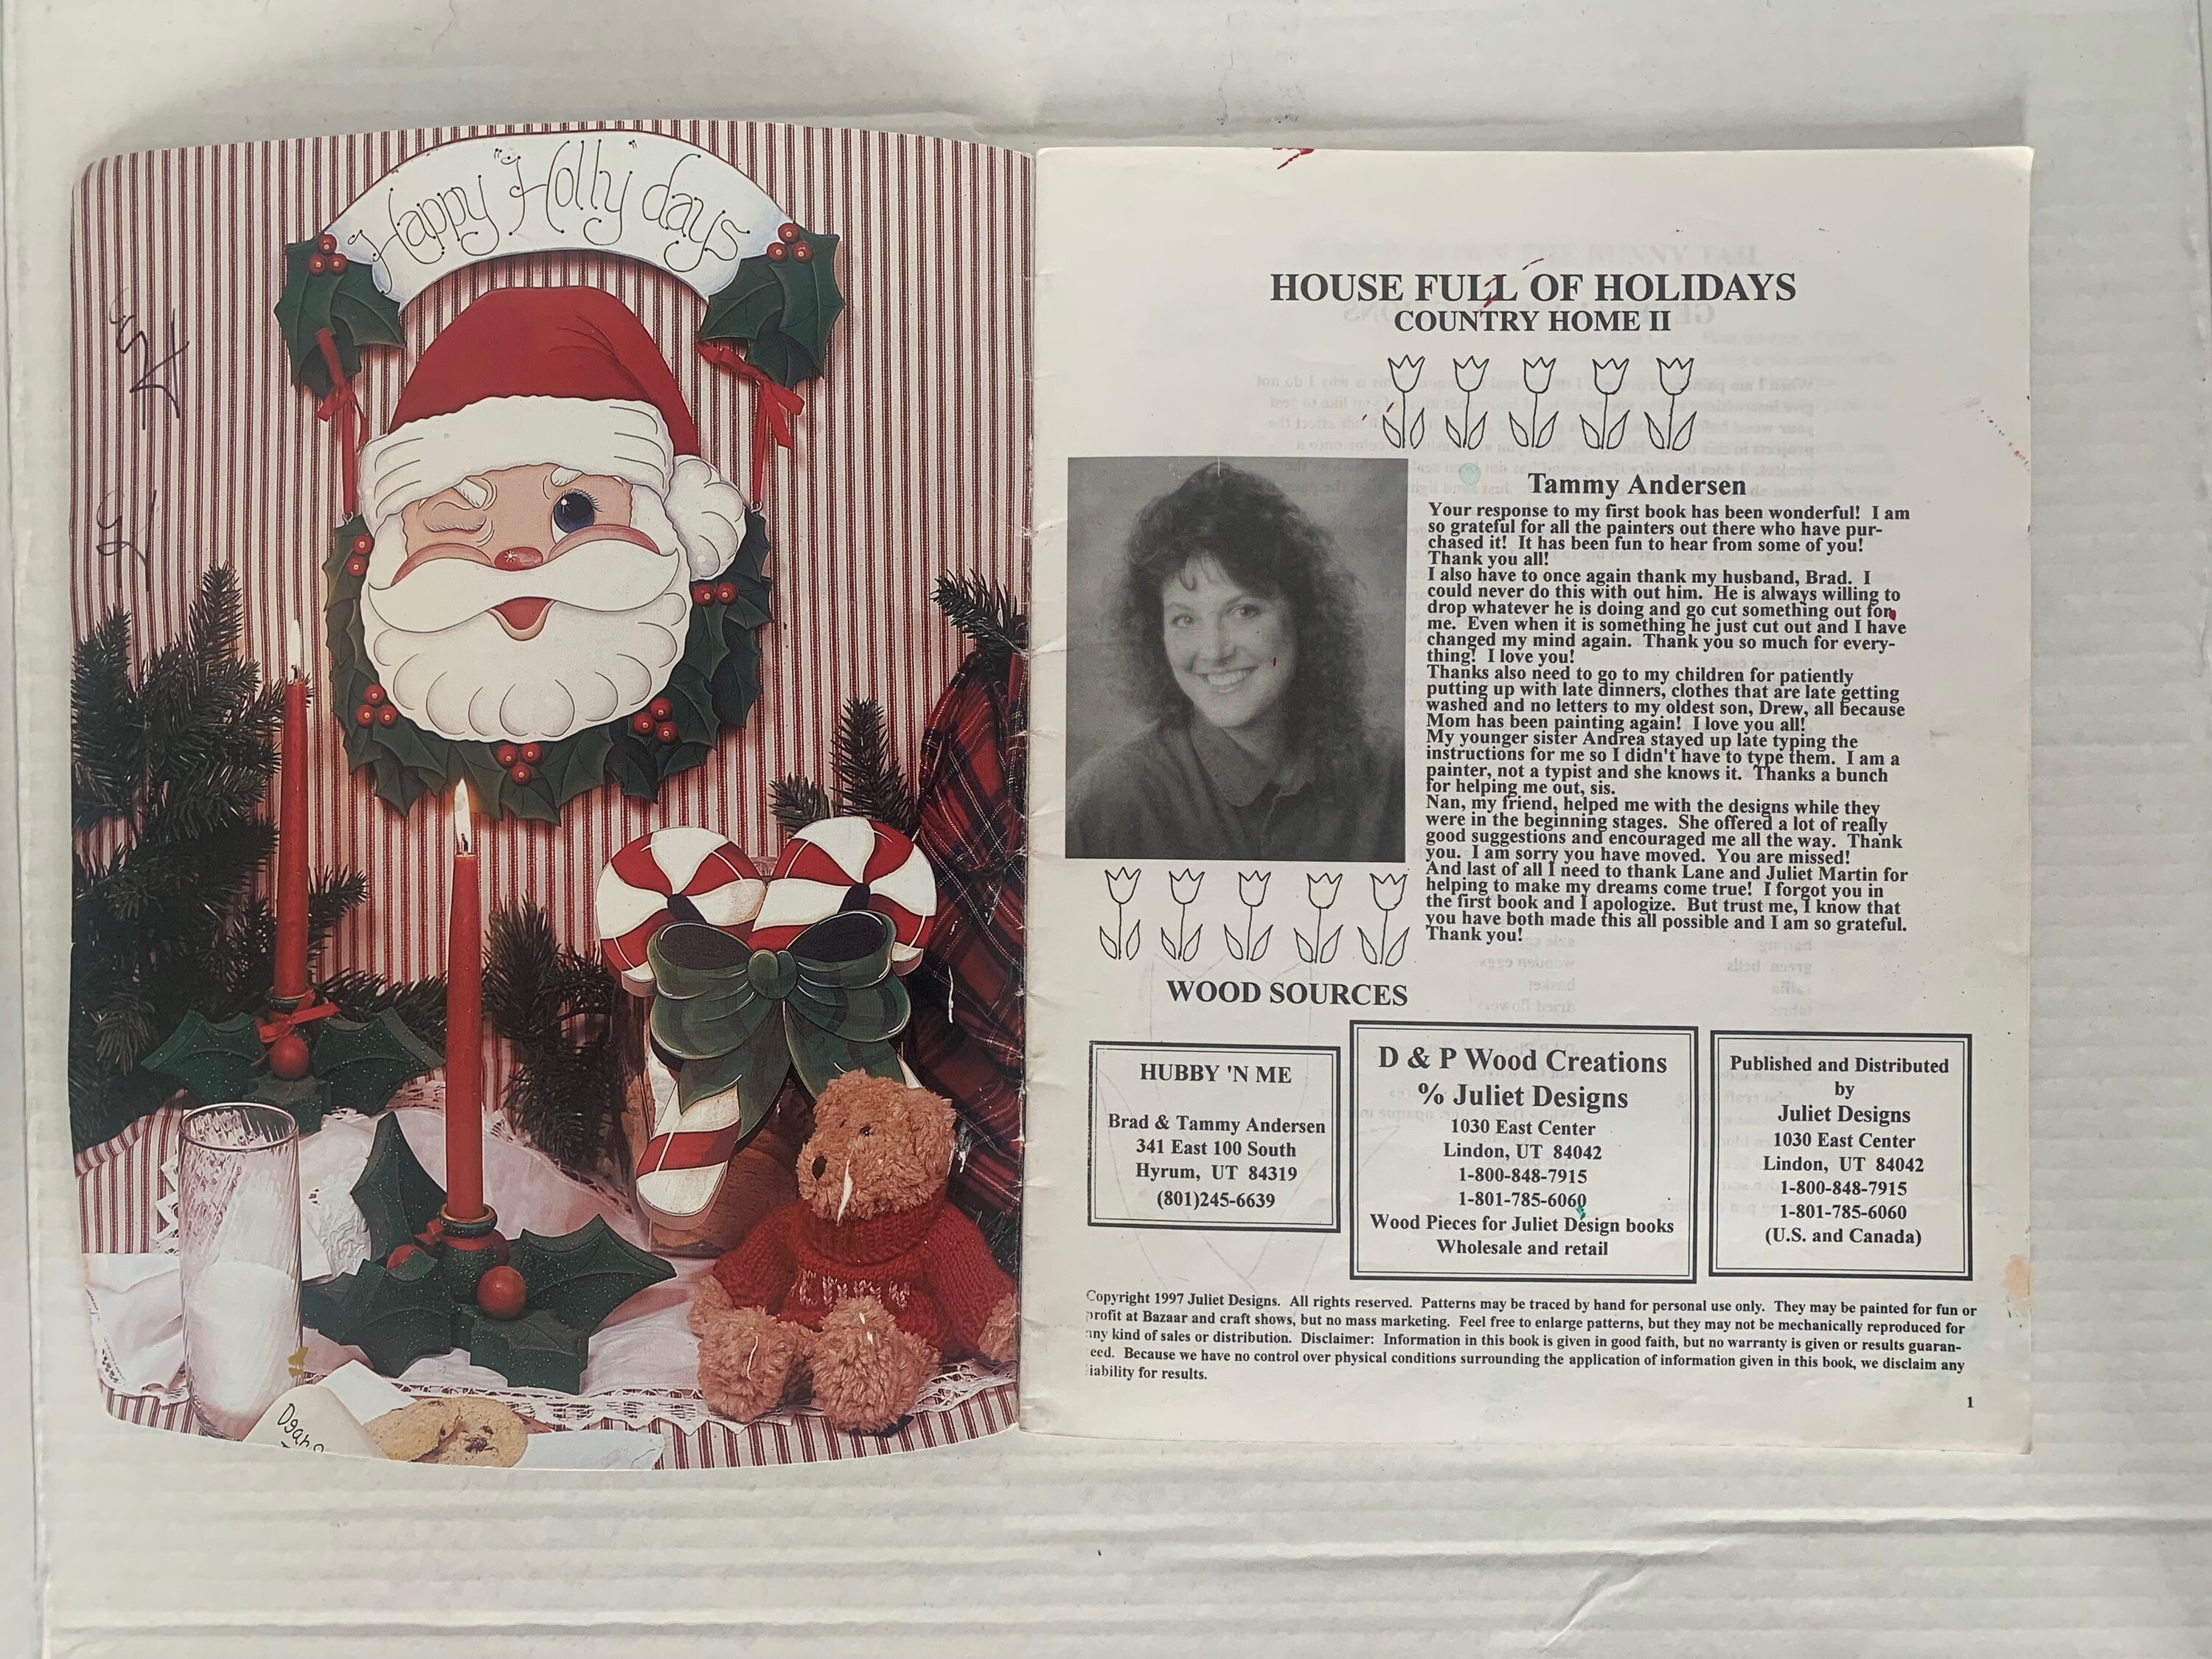 Happy "Holly" days
Dear S
HOUSE FULL OF HOLIDAYS
COUNTRY HOME II
Tammy Andersen
Your response to my first book has been wonderful! I am
so grateful for all the painters out there who have pur-
chased it! It has been fun to hear from some of you!
Thank you all!
I also have to once again thank my husband, Brad. I
could never do this with out him. He is always willing to
drop whatever he is doing and go cut something out for
me. Even when it is something he just cut out and I have
changed my mind again. Thank you so much for every-
thing! I love you!
Thanks also need to go to my children for patiently
putting up with late dinners, clothes that are late getting
washed and no letters to my oldest son, Drew, all because
Mom has been painting again! I love you all!
My younger sister Andrea stayed up late typing the
instructions for me so I didn't have to type them. I am a
painter, not a typist and she knows it. Thanks a bunch
for helping me out, sis.
Nan, my friend, helped me with the designs while they
were in the beginning stages. She offered a lot of really
good suggestions and encouraged me all the way. Thank
you. I am sorry you have moved. You are missed!
And last of all I need to thank Lane and Juliet Martin for
helping to make my dreams come true! I forgot you in
the first book and I apologize. But trust me, I know that
you have both made this all possible and I am so grateful.
Thank you!
WOOD SOURCES
HUBBY 'N ME
Brad & Tammy Andersen
341 East 100 South
Hyrum, UT 84319
(801)245-6639
D & P Wood Creations
% Juliet Designs
1030 East Center
Lindon, UT 84042
1-800-848-7915
1-801-785-6060
Wood Pieces for Juliet Design books
Wholesale and retail
Published and Distributed
by
Juliet Designs
1030 East Center
Lindon, UT 84042
1-800-848-7915
1-801-785-6060
(U.S. and Canada)
Copyright 1997 Juliet Designs. All rights reserved. Patterns may be traced by hand for personal use only. They may be painted for fun or
profit at Bazaar and craft shows, but no mass marketing. Feel free to enlarge patterns, but they may not be mechanically reproduced for
any kind of sales or distribution. Disclaimer: Information in this book is given in good faith, but no warranty is given or results guaran-
eed. Because we have no control over physical conditions surrounding the application of information given in this book, we disclaim any
iability for results.
1